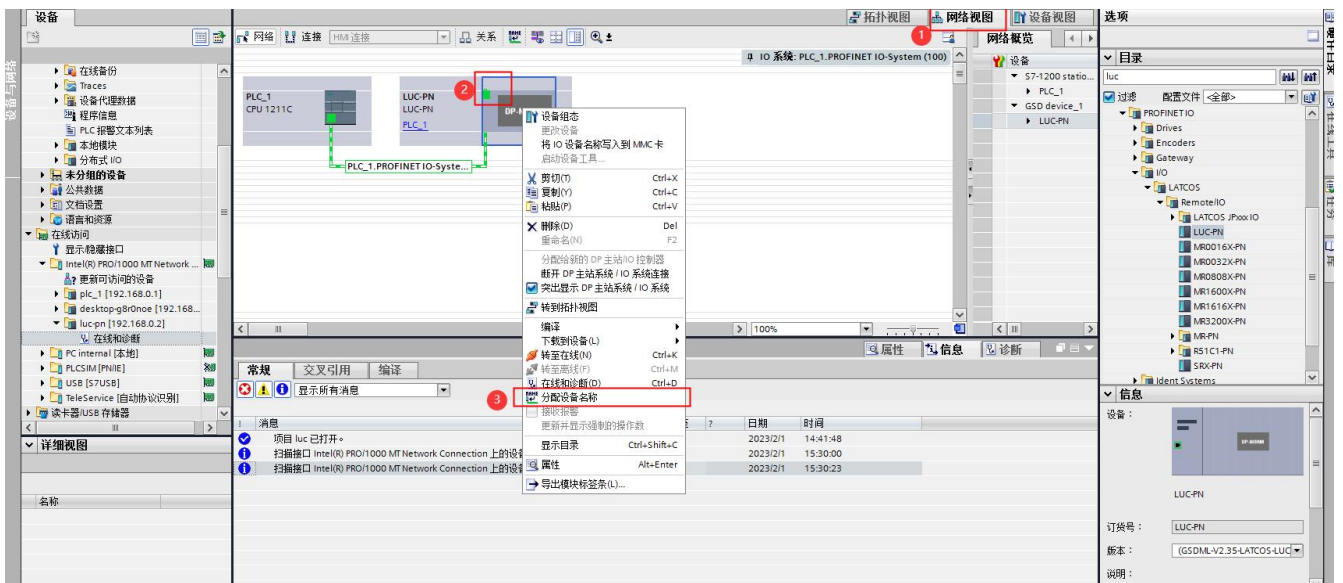 设备
拓扑视图
网络视图
设备视图
选项
网络
连接
HMI 连接
关系
1
网络概览
设备与网络
IO 系统: PLC_1.PROFINET IO-System (100)
设备
S7-1200 statio...
PLC_1
GSD device_1
LUC-PN
目录
luc
过滤
配置文件
<全部>
PROFINET IO
Drives
Encoders
Gateway
I/O
LATCOS
Remote/IO
LATCOS JPxxx IO
LUC-PN
MR0016X-PN
MR0032X-PN
MR0808X-PN
MR1600X-PN
MR1616X-PN
MR3200X-PN
MR-PN
R51C1-PN
SRX-PN
Ident Systems
硬件目录
在线工具
任务
库
在线备份
Traces
设备代理数据
程序信息
PLC 报警文本列表
本地模块
分布式 I/O
未分组的设备
公共数据
文档设置
语言和资源
在线访问
显示/隐藏接口
Intel(R) PRO/1000 MT Network ...
更新可访问的设备
plc_1 [192.168.0.1]
desktop-g8r0noe [192.168...
luc-pn [192.168.0.2]
在线和诊断
PC internal [本地]
PLCSIM [PN/IE]
USB [S7USB]
TeleService [自动协议识别]
读卡器/USB 存储器
详细视图
名称
PLC_1
CPU 1211C
LUC-PN
LUC-PN
PLC_1
2
PLC_1.PROFINET IO-Syste...
设备组态
更改设备
将 IO 设备名称写入到 MMC 卡
启动设备工具...
剪切(T) Ctrl+X
复制(Y) Ctrl+C
粘贴(P) Ctrl+V
删除(D) Del
重命名(N) F2
分配给新的 DP 主站/IO 控制器
断开 DP 主站系统 / IO 系统连接
突出显示 DP 主站系统 / IO 系统
转到拓扑视图
编译
下载到设备(L)
转至在线(N) Ctrl+K
转至离线(F) Ctrl+M
在线和诊断(D) Ctrl+D
3
分配设备名称
接收报警
更新并显示强制的操作数
显示目录 Ctrl+Shift+C
属性 Alt+Enter
导出模块标签条(L)...
100%
属性
信息
诊断
常规
交叉引用
编译
显示所有消息
! 消息 ? 日期 时间
项目 luc 已打开。 2023/2/1 14:41:48
扫描接口 Intel(R) PRO/1000 MT Network Connection 上的设备 2023/2/1 15:30:00
扫描接口 Intel(R) PRO/1000 MT Network Connection 上的设备 2023/2/1 15:30:23
信息
设备:
DP-NORM
LUC-PN
订货号:
LUC-PN
版本:
(GSDML-V2.35-LATCOS-LUC
说明: